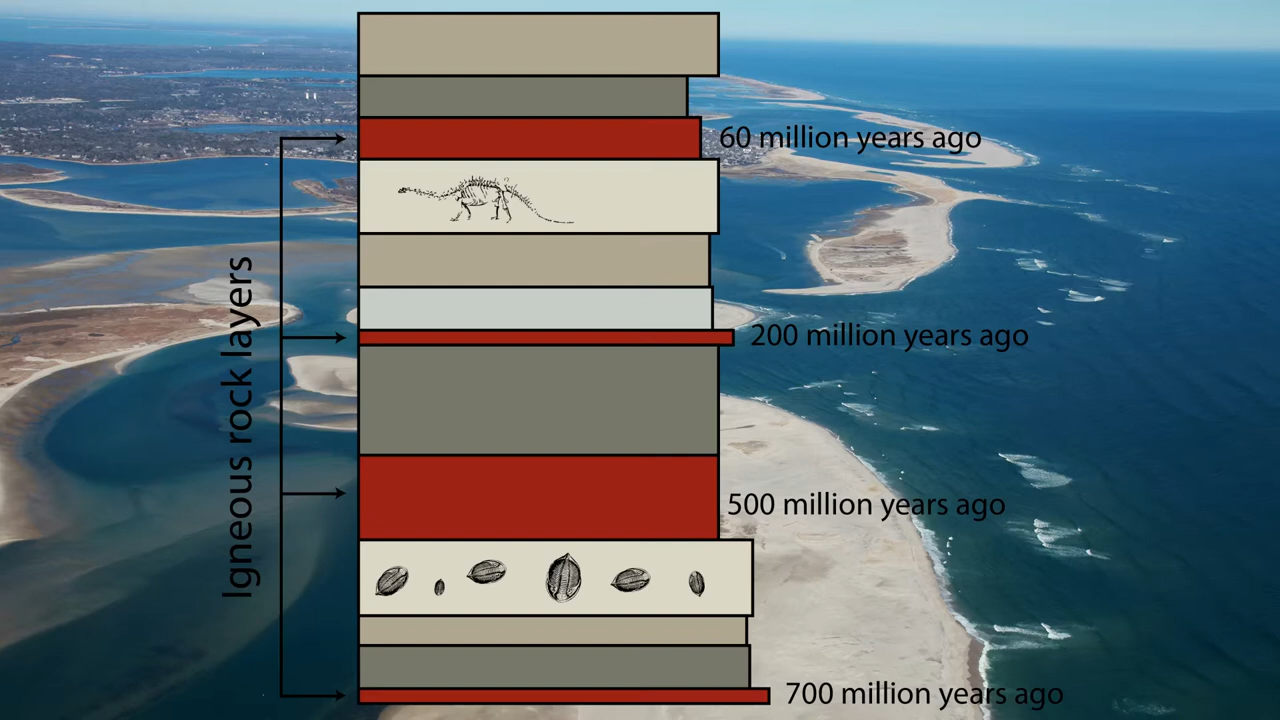 Igneous rock layers
60 million years ago
200 million years ago
500 million years ago
700 million years ago